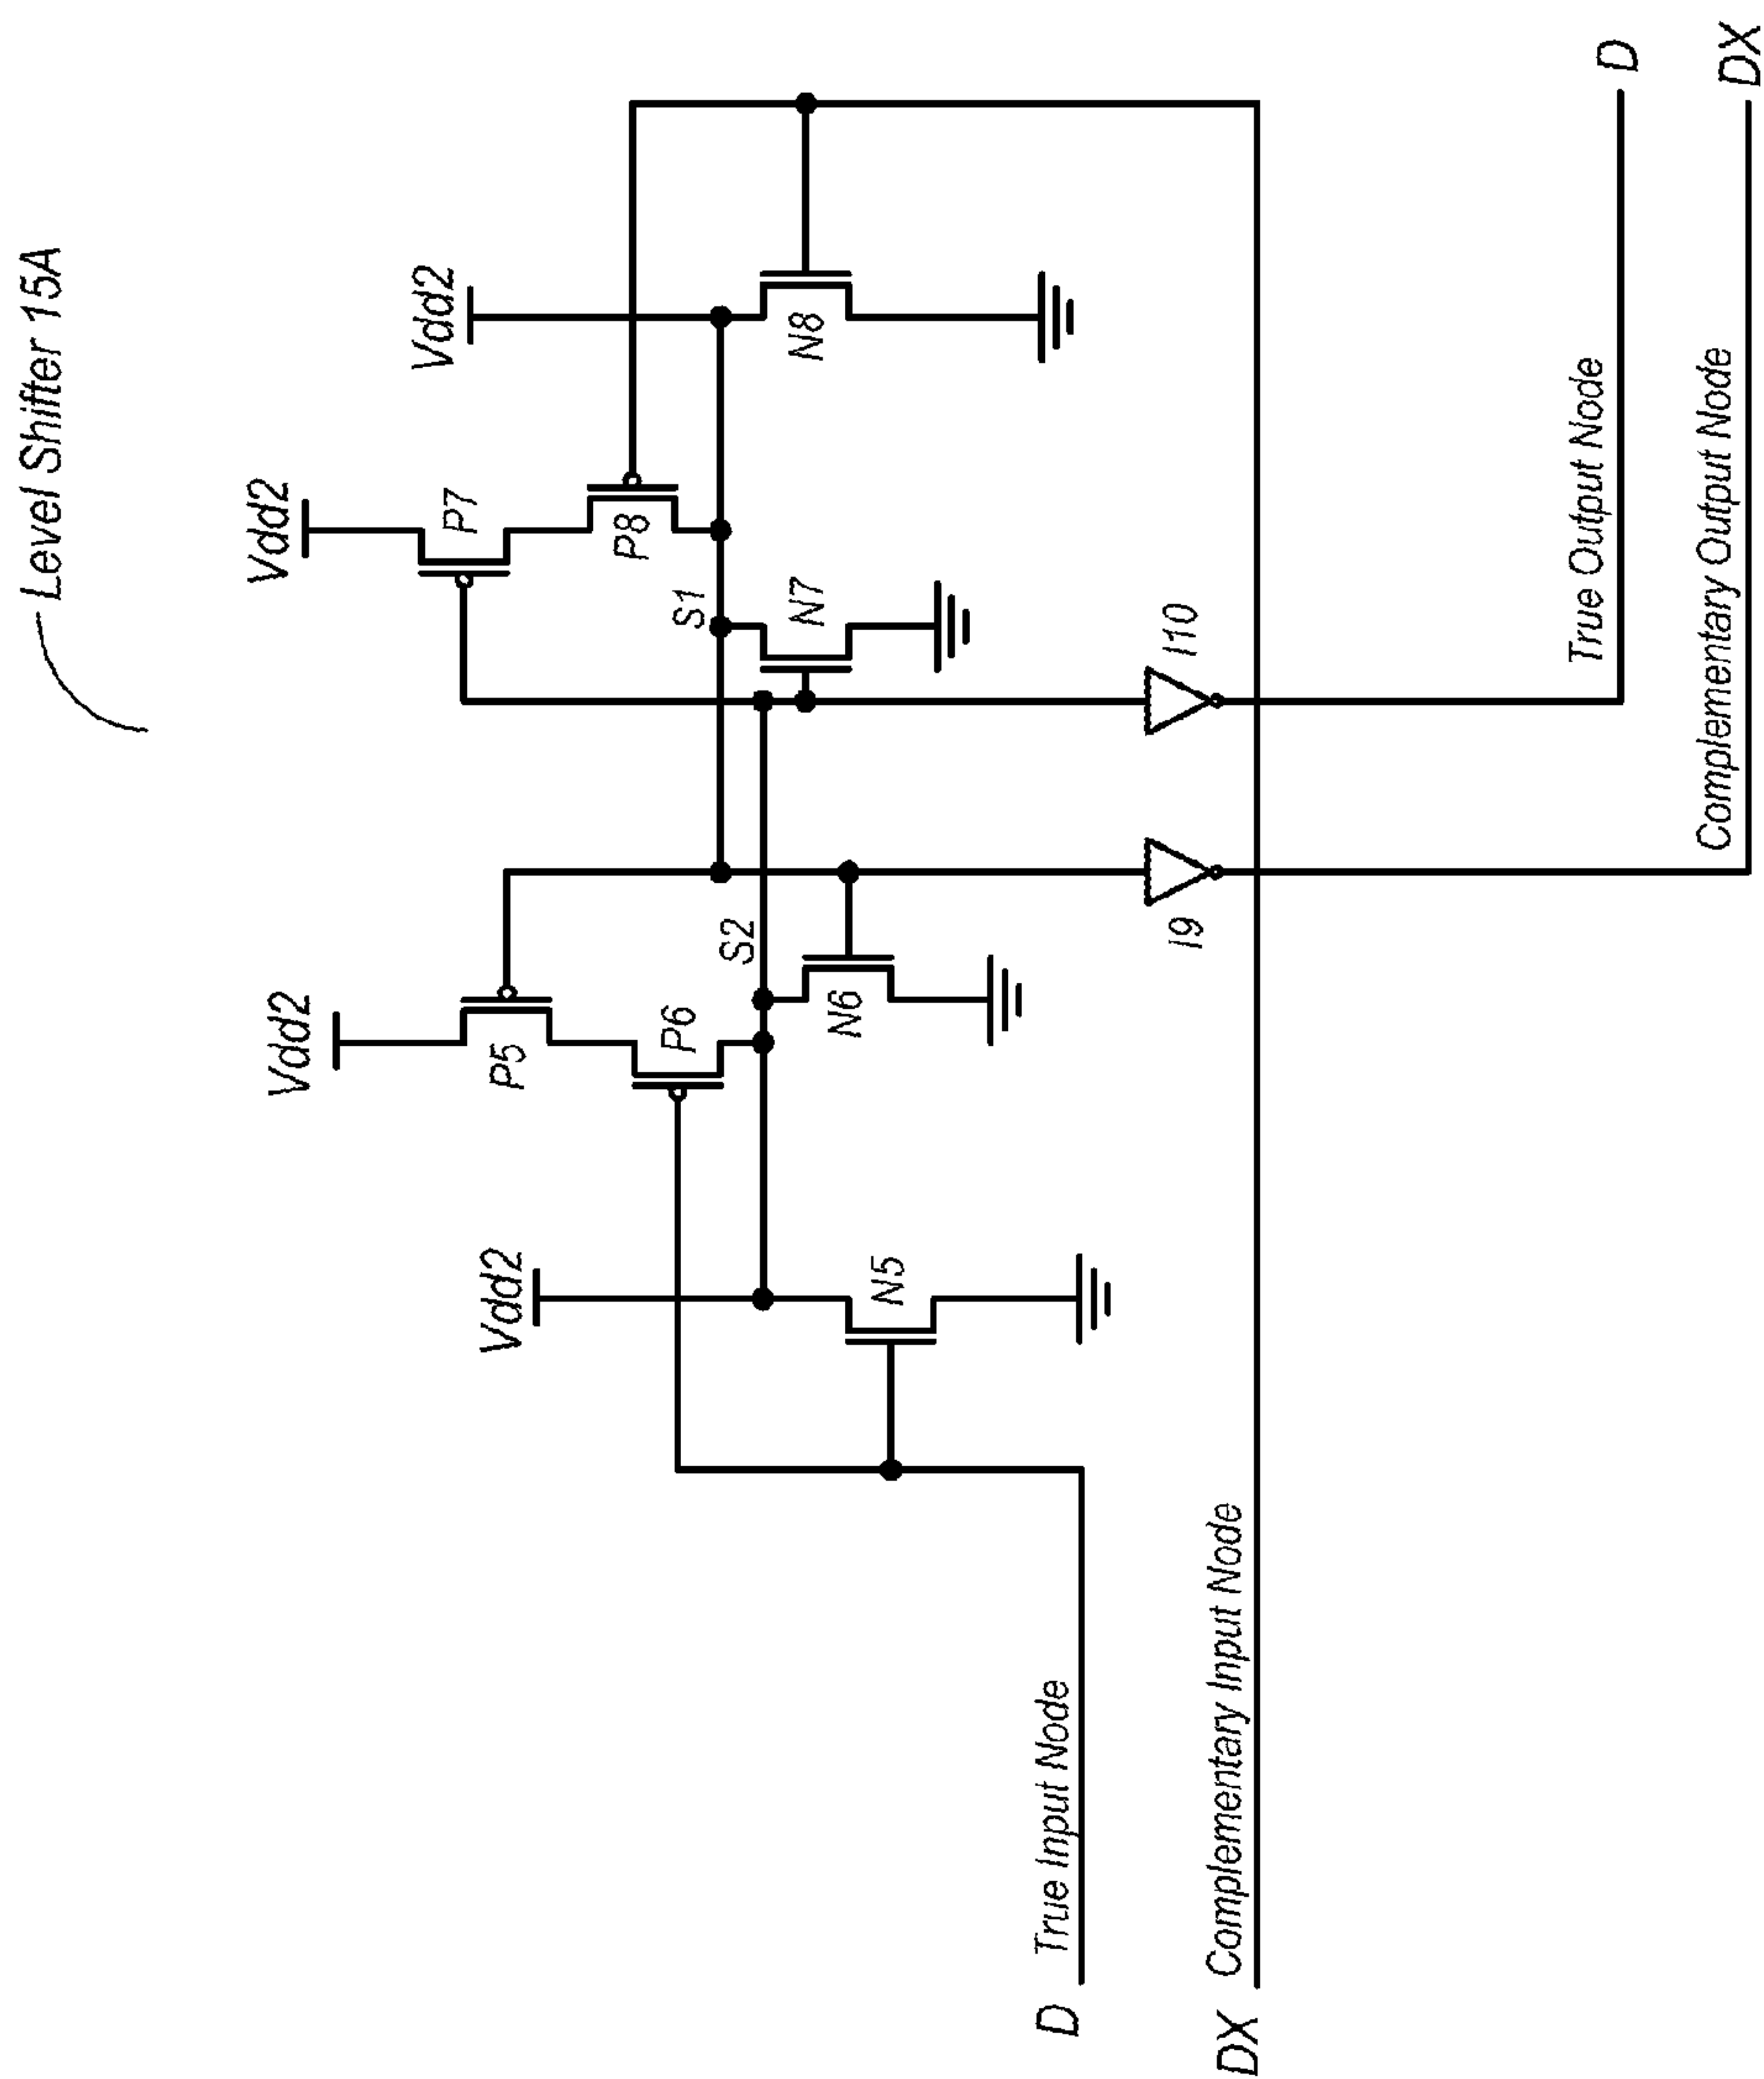 Level Shifter 15A
Vdd2
Vdd2
Vdd2
Vdd2
P5
P7
P6
P8
S2
S1
N5
N6
N7
N8
D
True Input Node
I9
I10
DX
Complementary Input Node
True Output Node
D
Complementary Output Node
DX